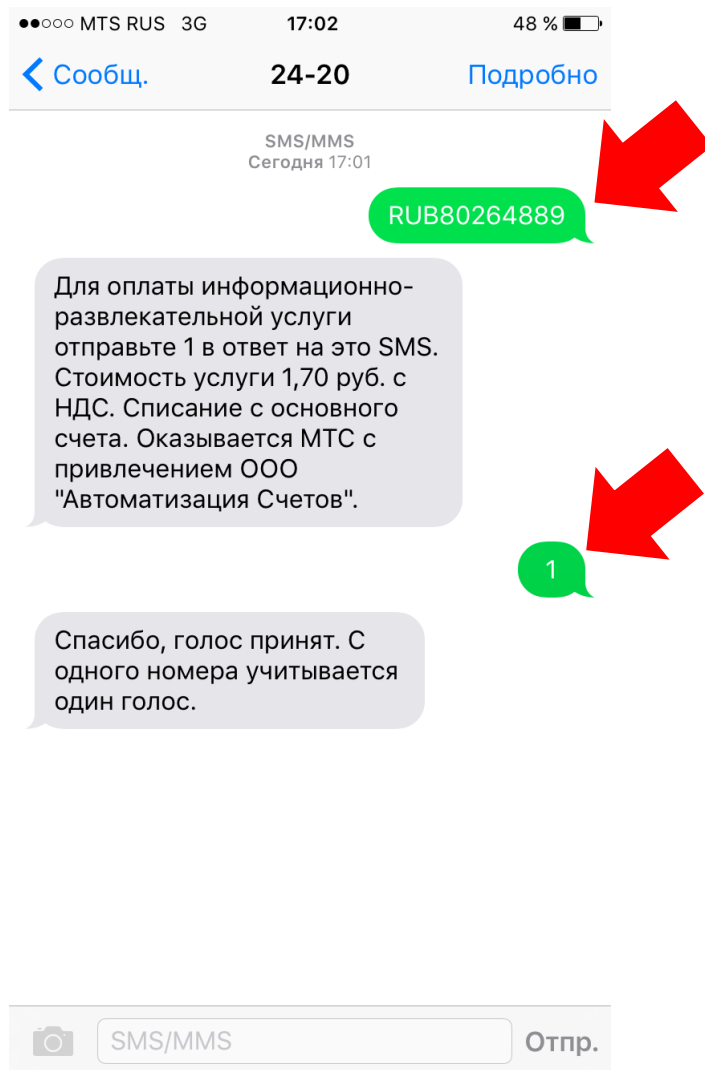 MTS RUS 3G 17:02 48 %
Сообщ. 24-20 Подробно
SMS/MMS
Сегодня 17:01
RUB80264889
Для оплаты информационно-
развлекательной услуги
отправьте 1 в ответ на это SMS.
Стоимость услуги 1,70 руб. с
НДС. Списание с основного
счета. Оказывается МТС с
привлечением ООО
"Автоматизация Счетов".
1
Спасибо, голос принят. С
одного номера учитывается
один голос.
SMS/MMS Отпр.